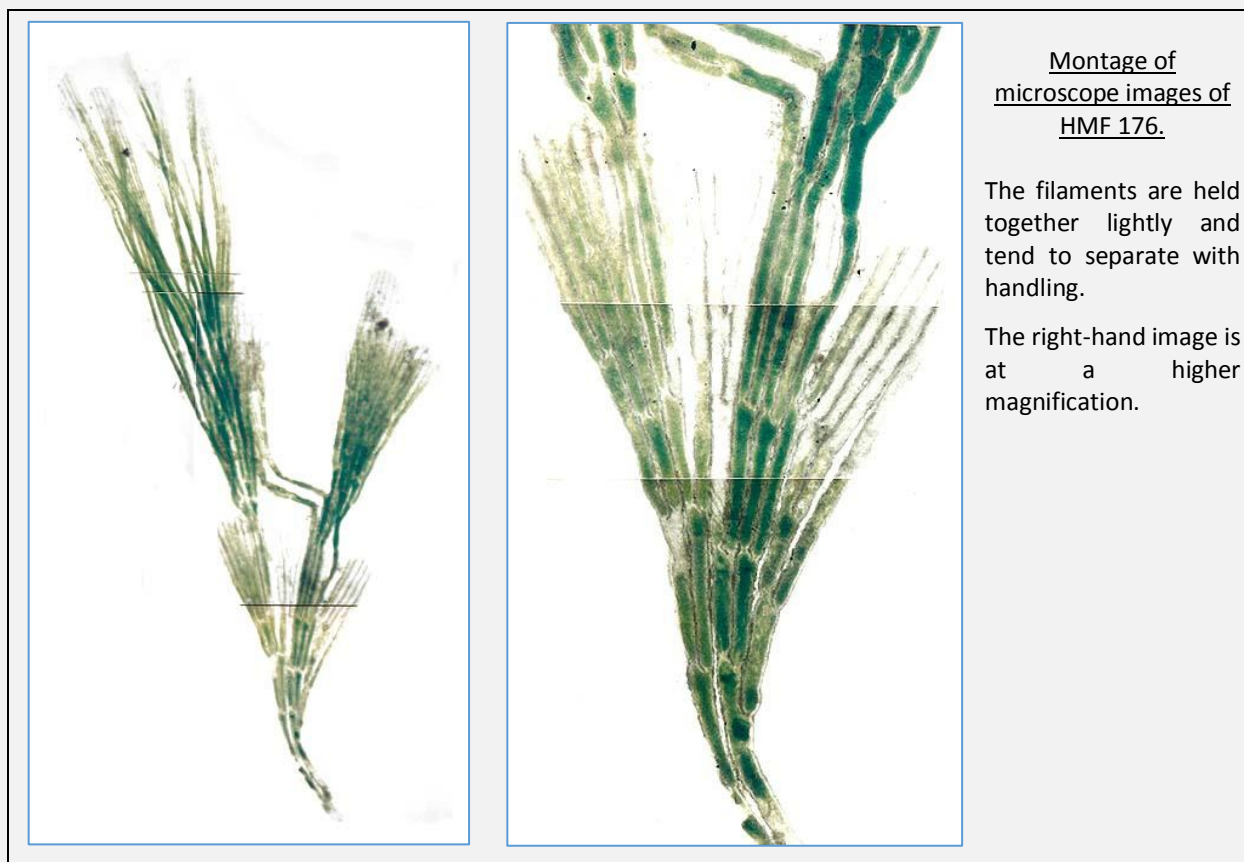 Montage of
microscope images of
HMF 176.
The filaments are held
together lightly and
tend to separate with
handling.
The right-hand image is
at a higher
magnification.